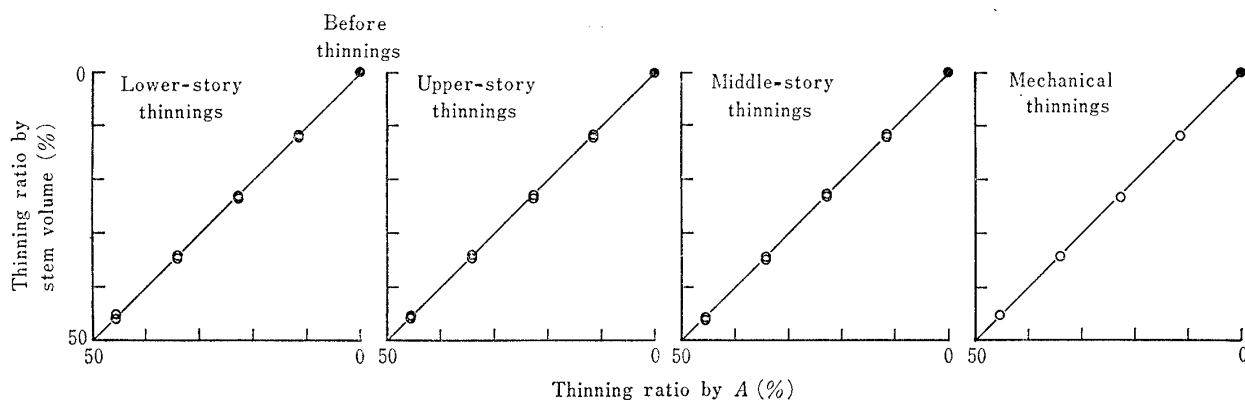 Before
thinnings
Lower-story
thinnings
Upper-story
thinnings
Middle-story
thinnings
Mechanical
thinnings
Thinning ratio by
stem volume (%)
0
50
50
0
50
0
50
0
50
0
Thinning ratio by A (%)